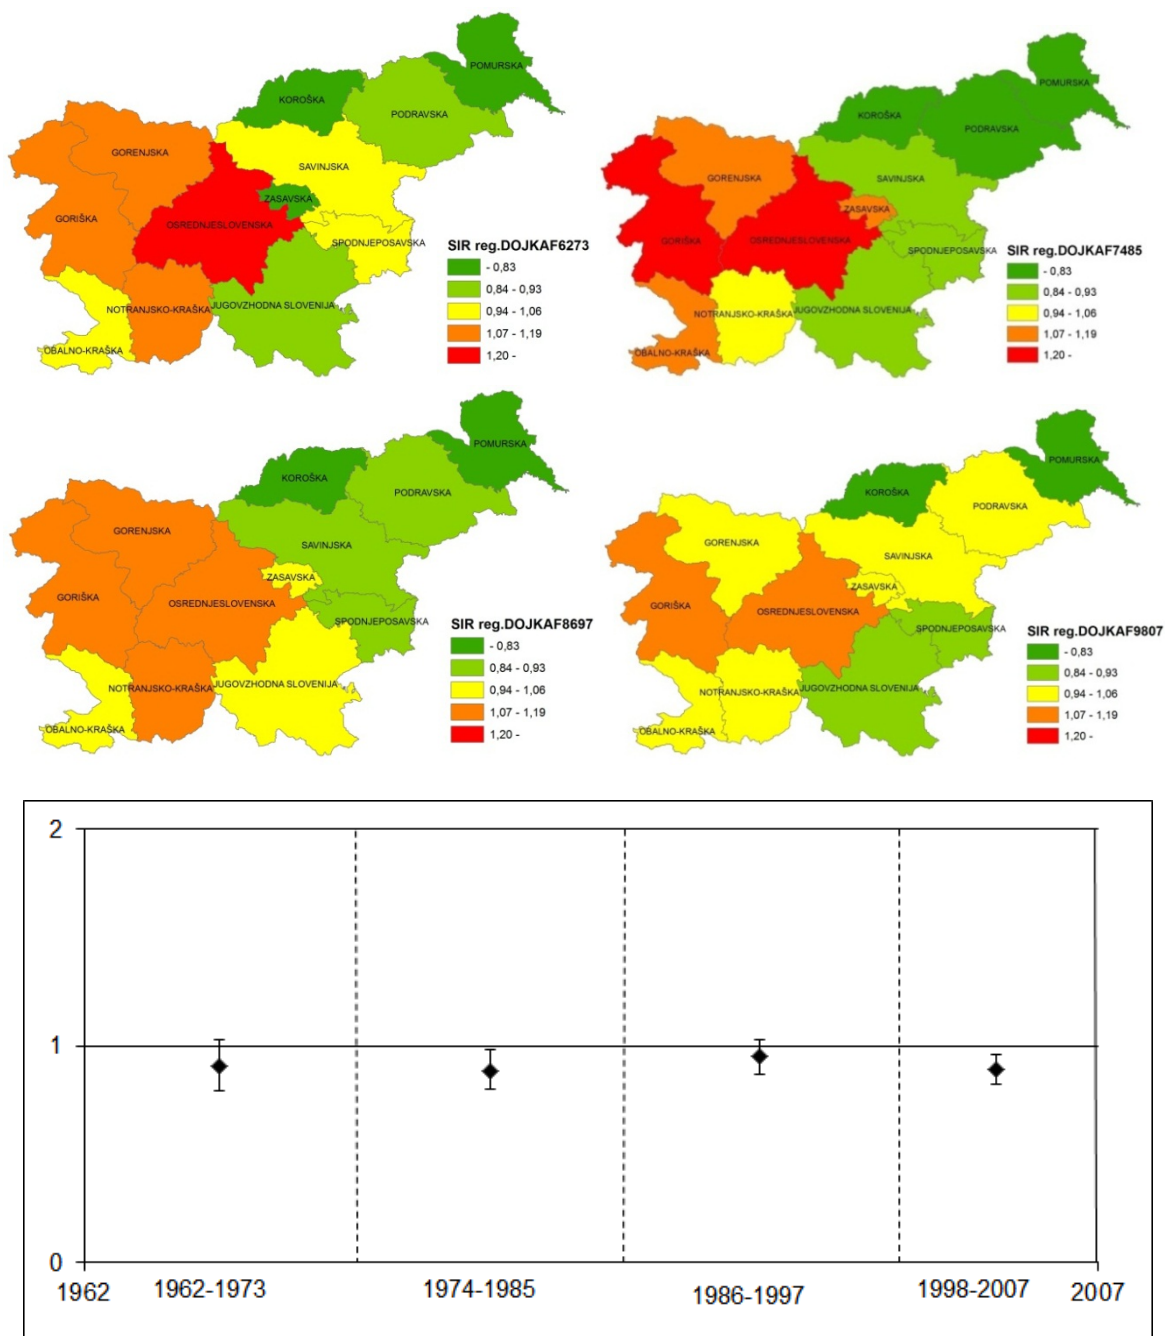 POMURSKA
KOROŠKA
PODRAVSKA
GORENJSKA
SAVINJSKA
ZASAVSKA
GORIŠKA
OSREDNJESLOVENSKA
SPODNJEPOSAVSKA
NOTRANJSKO-KRAŠKA
JUGOVZHODNA SLOVENIJA
OBALNO-KRAŠKA
SIR reg.DOJKAF6273
- 0,83
0,84 - 0,93
0,94 - 1,06
1,07 - 1,19
1,20 -
POMURSKA
KOROŠKA
PODRAVSKA
GORENJSKA
SAVINJSKA
ZASAVSKA
GORIŠKA
OSREDNJESLOVENSKA
SPODNJEPOSAVSKA
NOTRANJSKO-KRAŠKA
JUGOVZHODNA SLOVENIJA
OBALNO-KRAŠKA
SIR reg.DOJKAF7485
- 0,83
0,84 - 0,93
0,94 - 1,06
1,07 - 1,19
1,20 -
POMURSKA
KOROŠKA
PODRAVSKA
GORENJSKA
SAVINJSKA
ZASAVSKA
GORIŠKA
OSREDNJESLOVENSKA
SPODNJEPOSAVSKA
NOTRANJSKO-KRAŠKA
JUGOVZHODNA SLOVENIJA
OBALNO-KRAŠKA
SIR reg.DOJKAF8697
- 0,83
0,84 - 0,93
0,94 - 1,06
1,07 - 1,19
1,20 -
POMURSKA
KOROŠKA
PODRAVSKA
GORENJSKA
SAVINJSKA
ZASAVSKA
GORIŠKA
OSREDNJESLOVENSKA
SPODNJEPOSAVSKA
NOTRANJSKO-KRAŠKA
JUGOVZHODNA SLOVENIJA
OBALNO-KRAŠKA
SIR reg.DOJKAF9807
- 0,83
0,84 - 0,93
0,94 - 1,06
1,07 - 1,19
1,20 -
2
1
0
1962 1962-1973 1974-1985 1986-1997 1998-2007 2007